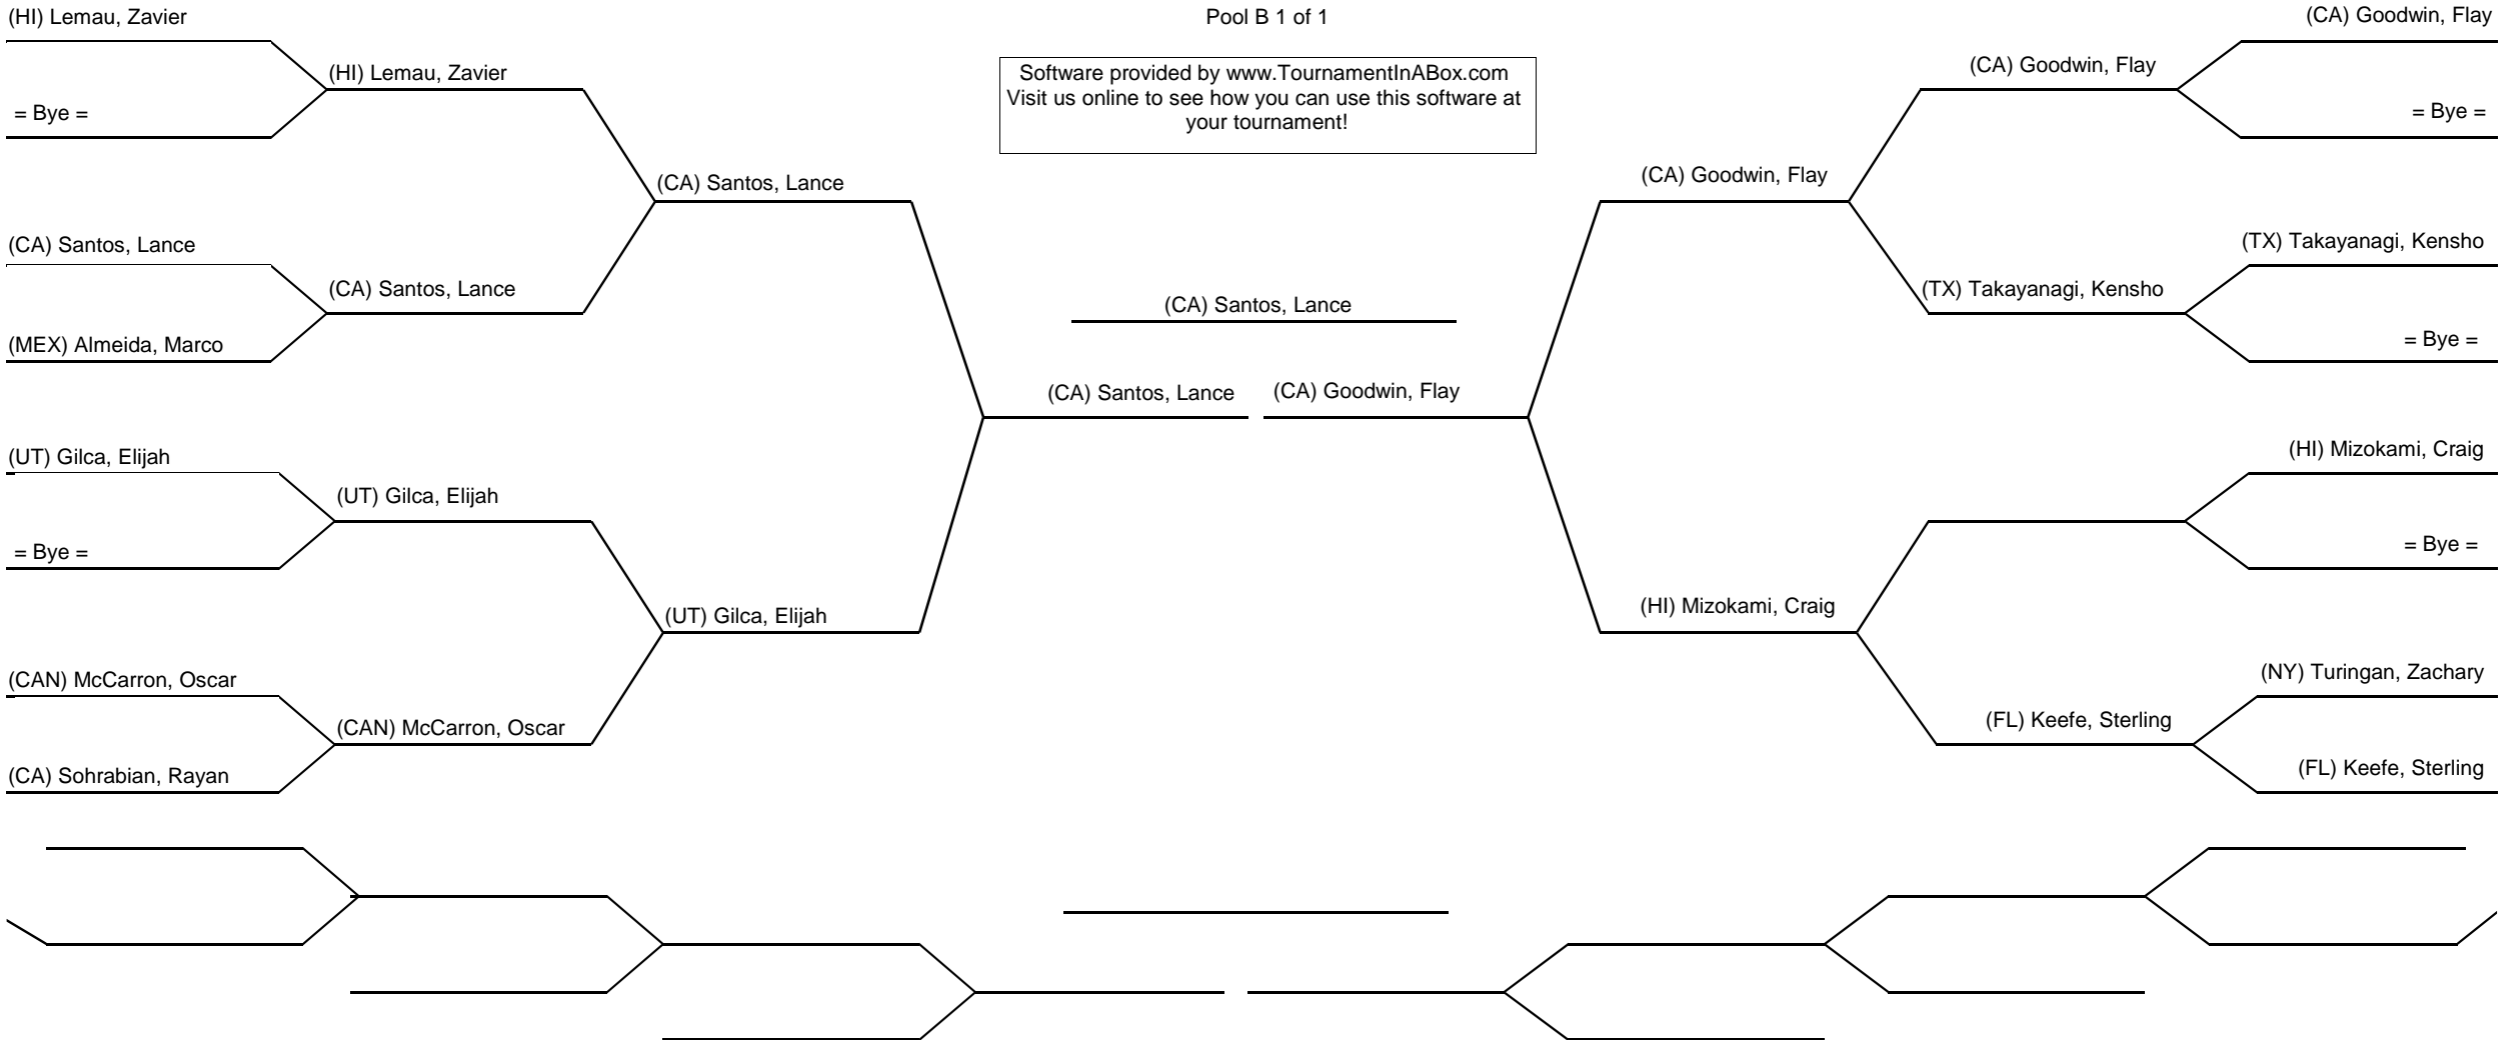 Pool B 1 of 1
Software provided by www.TournamentInABox.com
Visit us online to see how you can use this software at
your tournament!
(HI) Lemau, Zavier
= Bye =
(CA) Santos, Lance
(MEX) Almeida, Marco
(UT) Gilca, Elijah
= Bye =
(CAN) McCarron, Oscar
(CA) Sohrabian, Rayan
(HI) Lemau, Zavier
(CA) Santos, Lance
(UT) Gilca, Elijah
(CAN) McCarron, Oscar
(CA) Santos, Lance
(UT) Gilca, Elijah
(CA) Santos, Lance
(CA) Santos, Lance
(CA) Goodwin, Flay
(CA) Goodwin, Flay
(HI) Mizokami, Craig
(CA) Goodwin, Flay
(TX) Takayanagi, Kensho
(FL) Keefe, Sterling
(CA) Goodwin, Flay
= Bye =
(TX) Takayanagi, Kensho
= Bye =
(HI) Mizokami, Craig
= Bye =
(NY) Turingan, Zachary
(FL) Keefe, Sterling